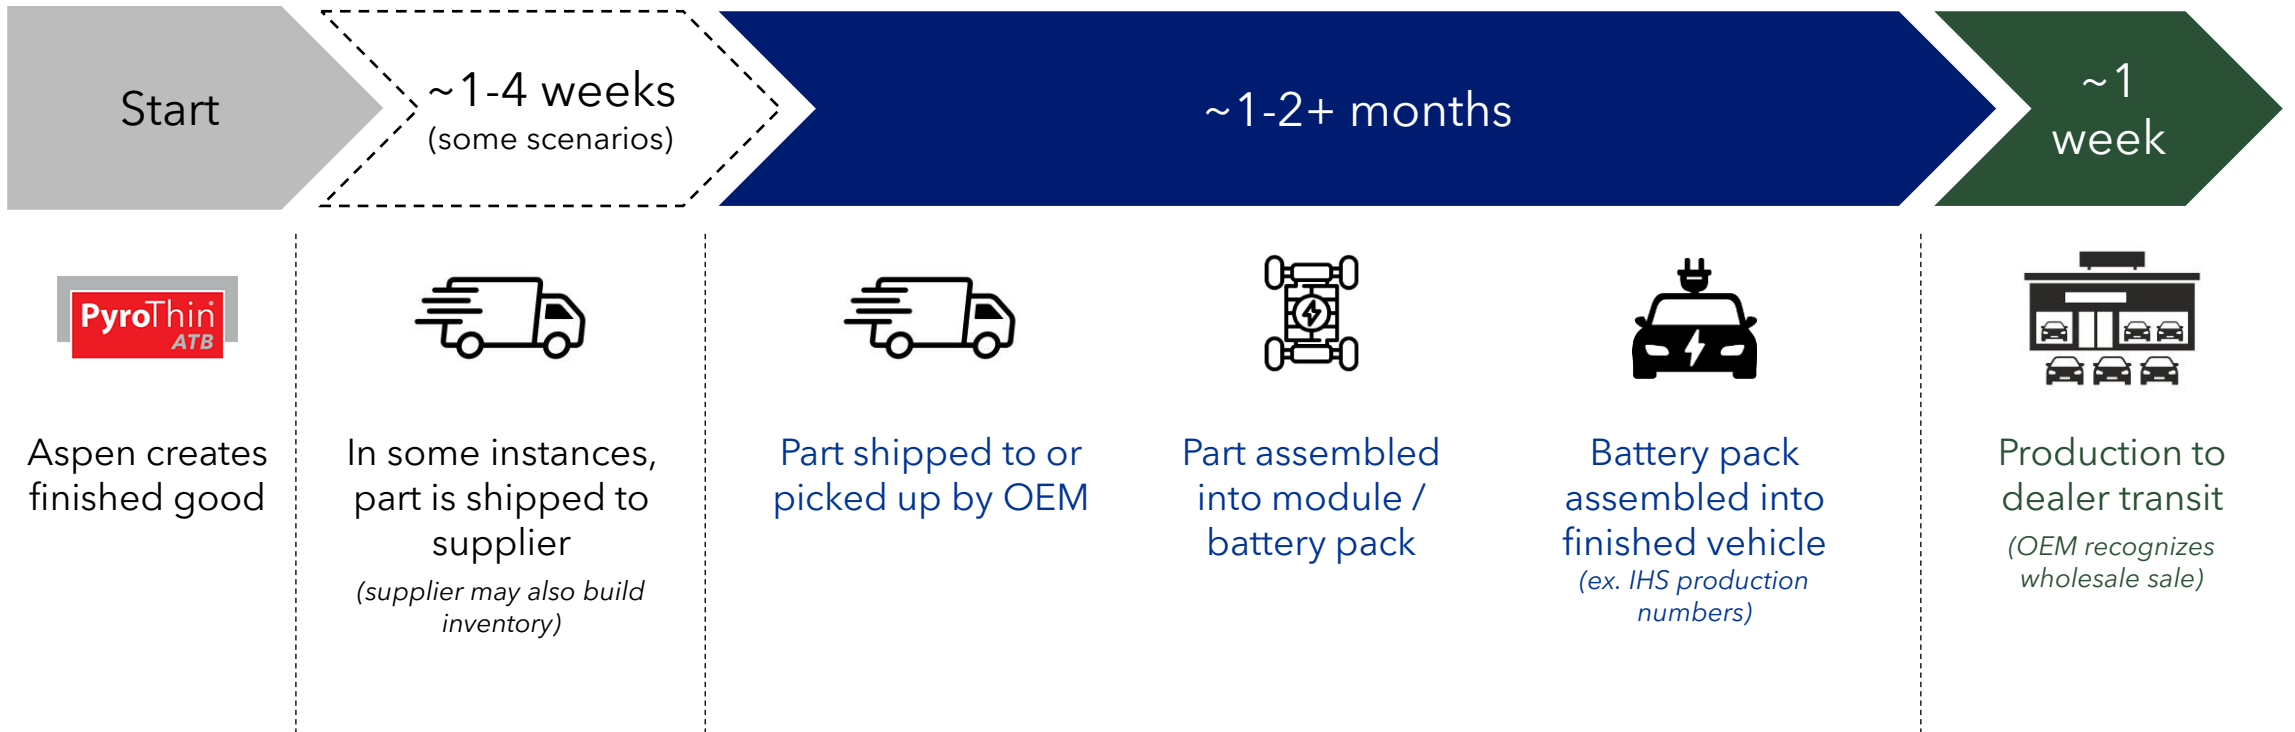 Start
~1-4 weeks
(some scenarios)
~1-2+ months
~1
week
PyroThin
ATB
Aspen creates
finished good
In some instances,
part is shipped to
supplier
(supplier may also build
inventory)
Part shipped to or
picked up by OEM
Part assembled
into module /
battery pack
Battery pack
assembled into
finished vehicle
(ex. IHS production
numbers)
Production to
dealer transit
(OEM recognizes
wholesale sale)